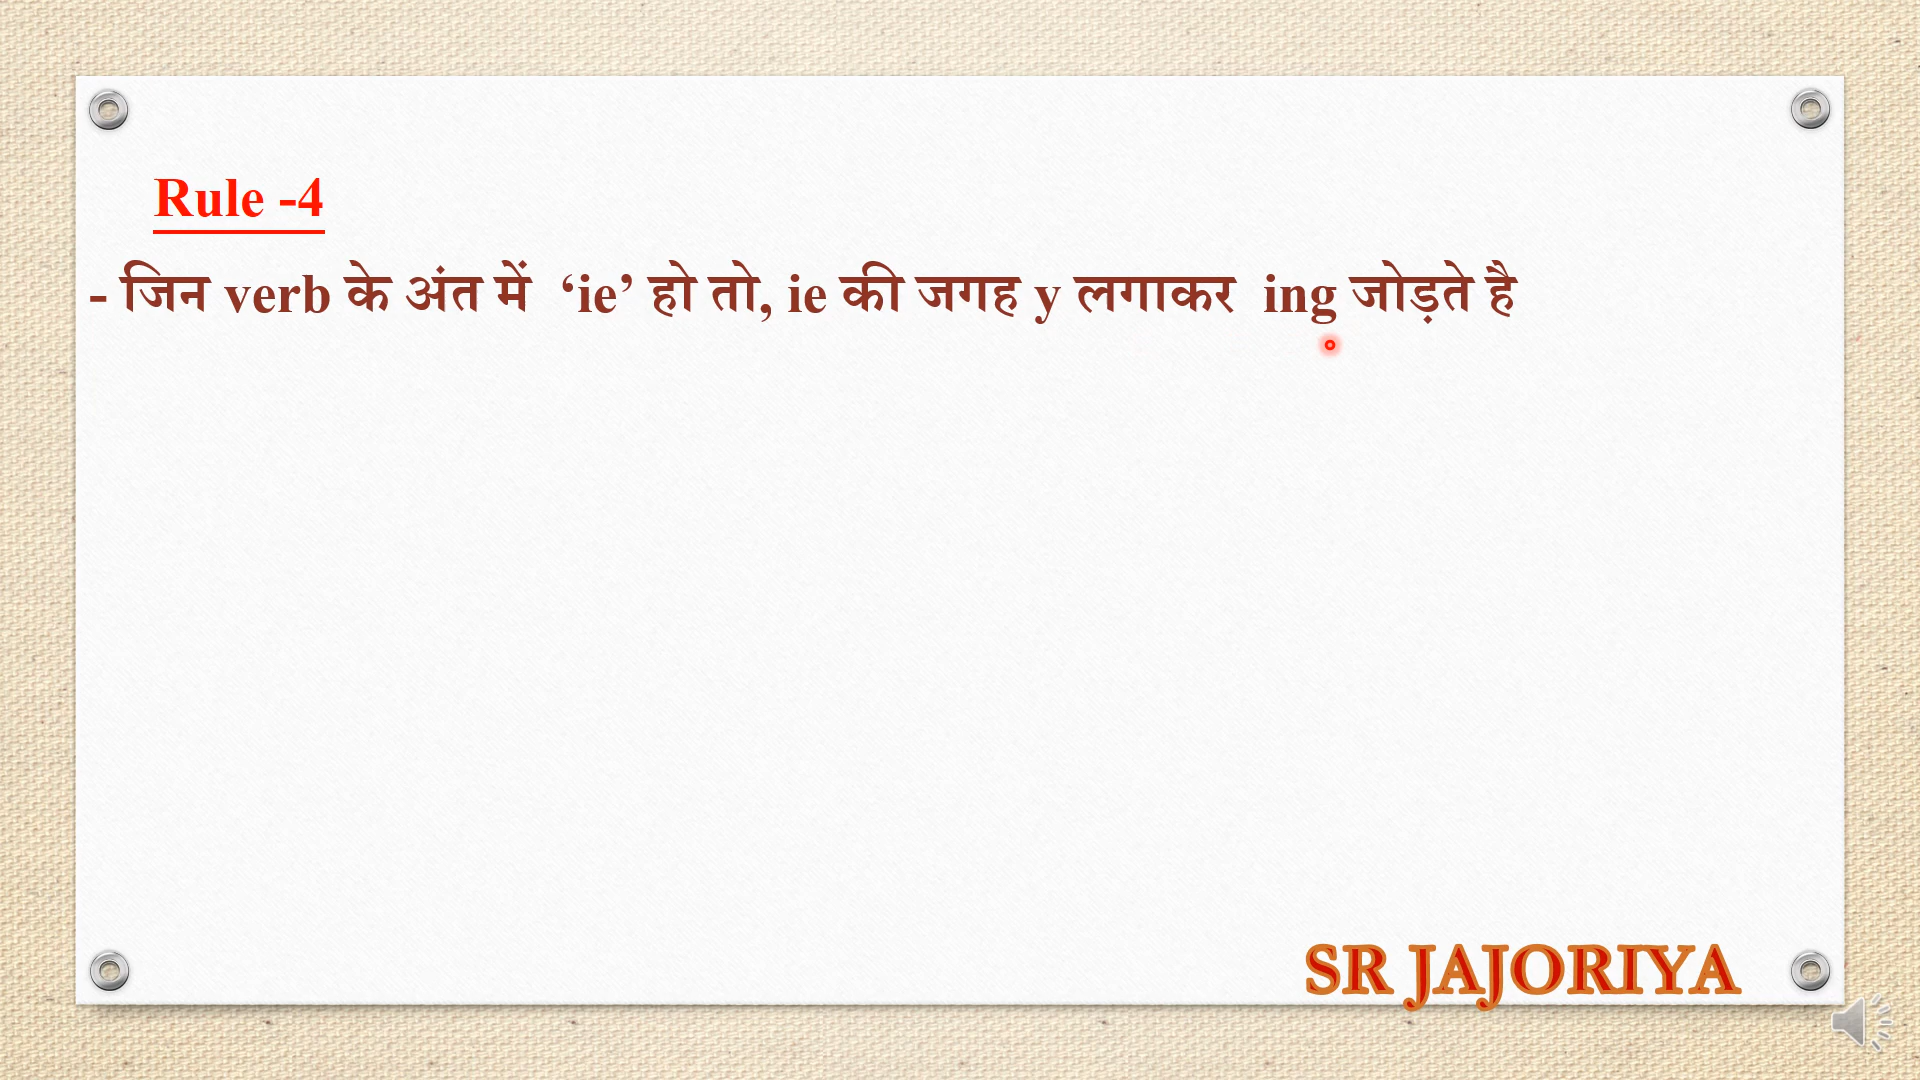 Rule -4
- जिन verb के अंत में ‘ie’ हो तो, ie की जगह y लगाकर ing जोड़ते है
SR JAJORIYA